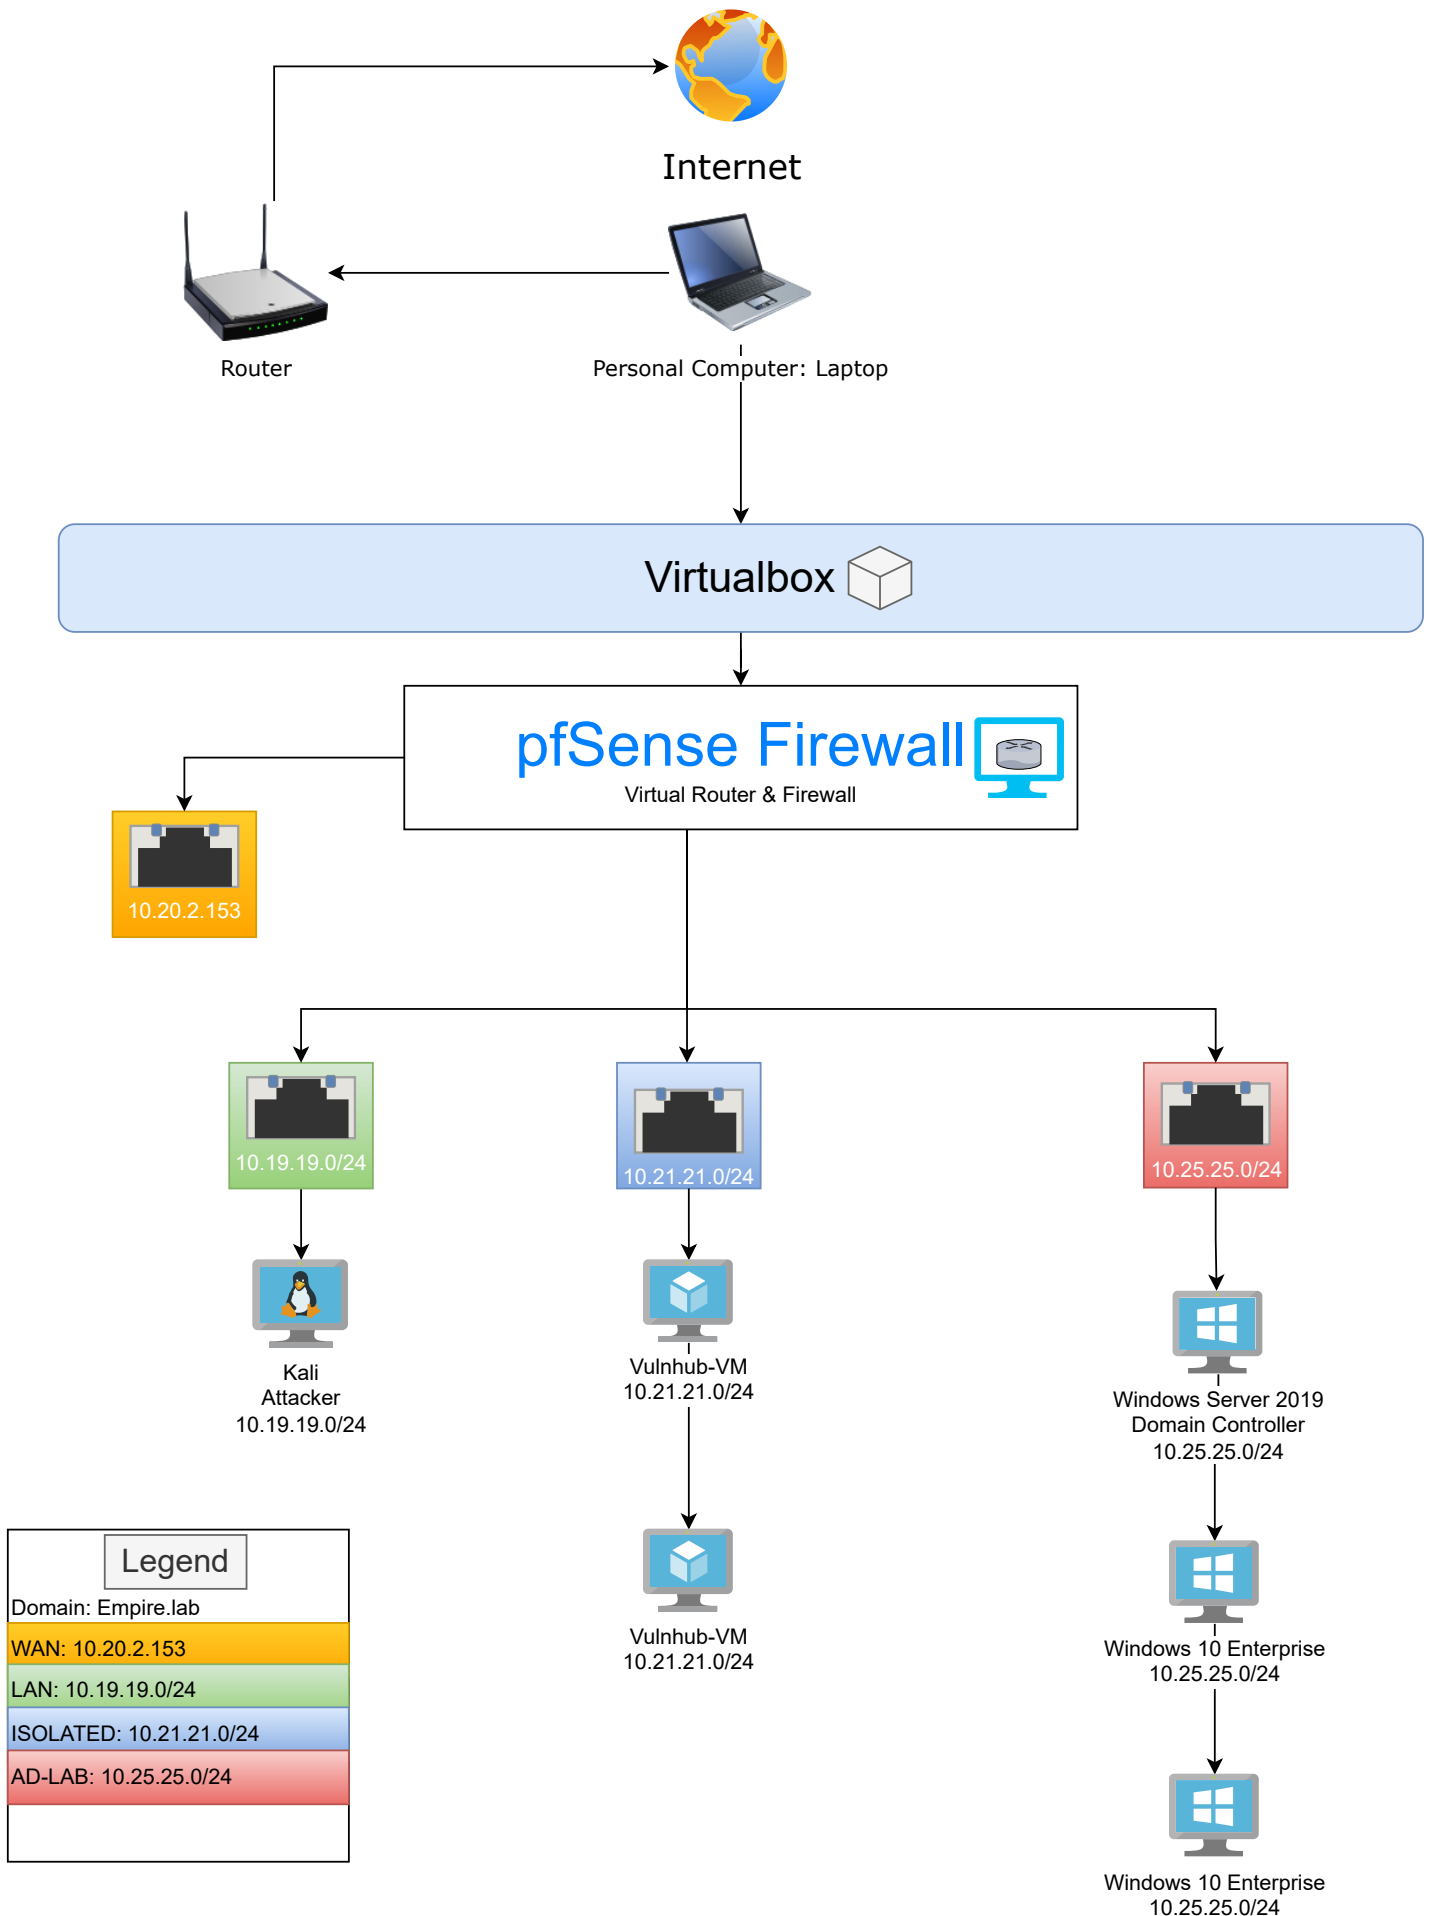 Internet
Router
Personal Computer: Laptop
Virtualbox
pfSense Firewall
Virtual Router & Firewall
10.20.2.153
10.19.19.0/24
10.21.21.0/24
10.25.25.0/24
Kali
Attacker
10.19.19.0/24
Vulnhub-VM
10.21.21.0/24
Windows Server 2019
Domain Controller
10.25.25.0/24
Vulnhub-VM
10.21.21.0/24
Windows 10 Enterprise
10.25.25.0/24
Windows 10 Enterprise
10.25.25.0/24
Legend
Domain: Empire.lab
WAN: 10.20.2.153
LAN: 10.19.19.0/24
ISOLATED: 10.21.21.0/24
AD-LAB: 10.25.25.0/24